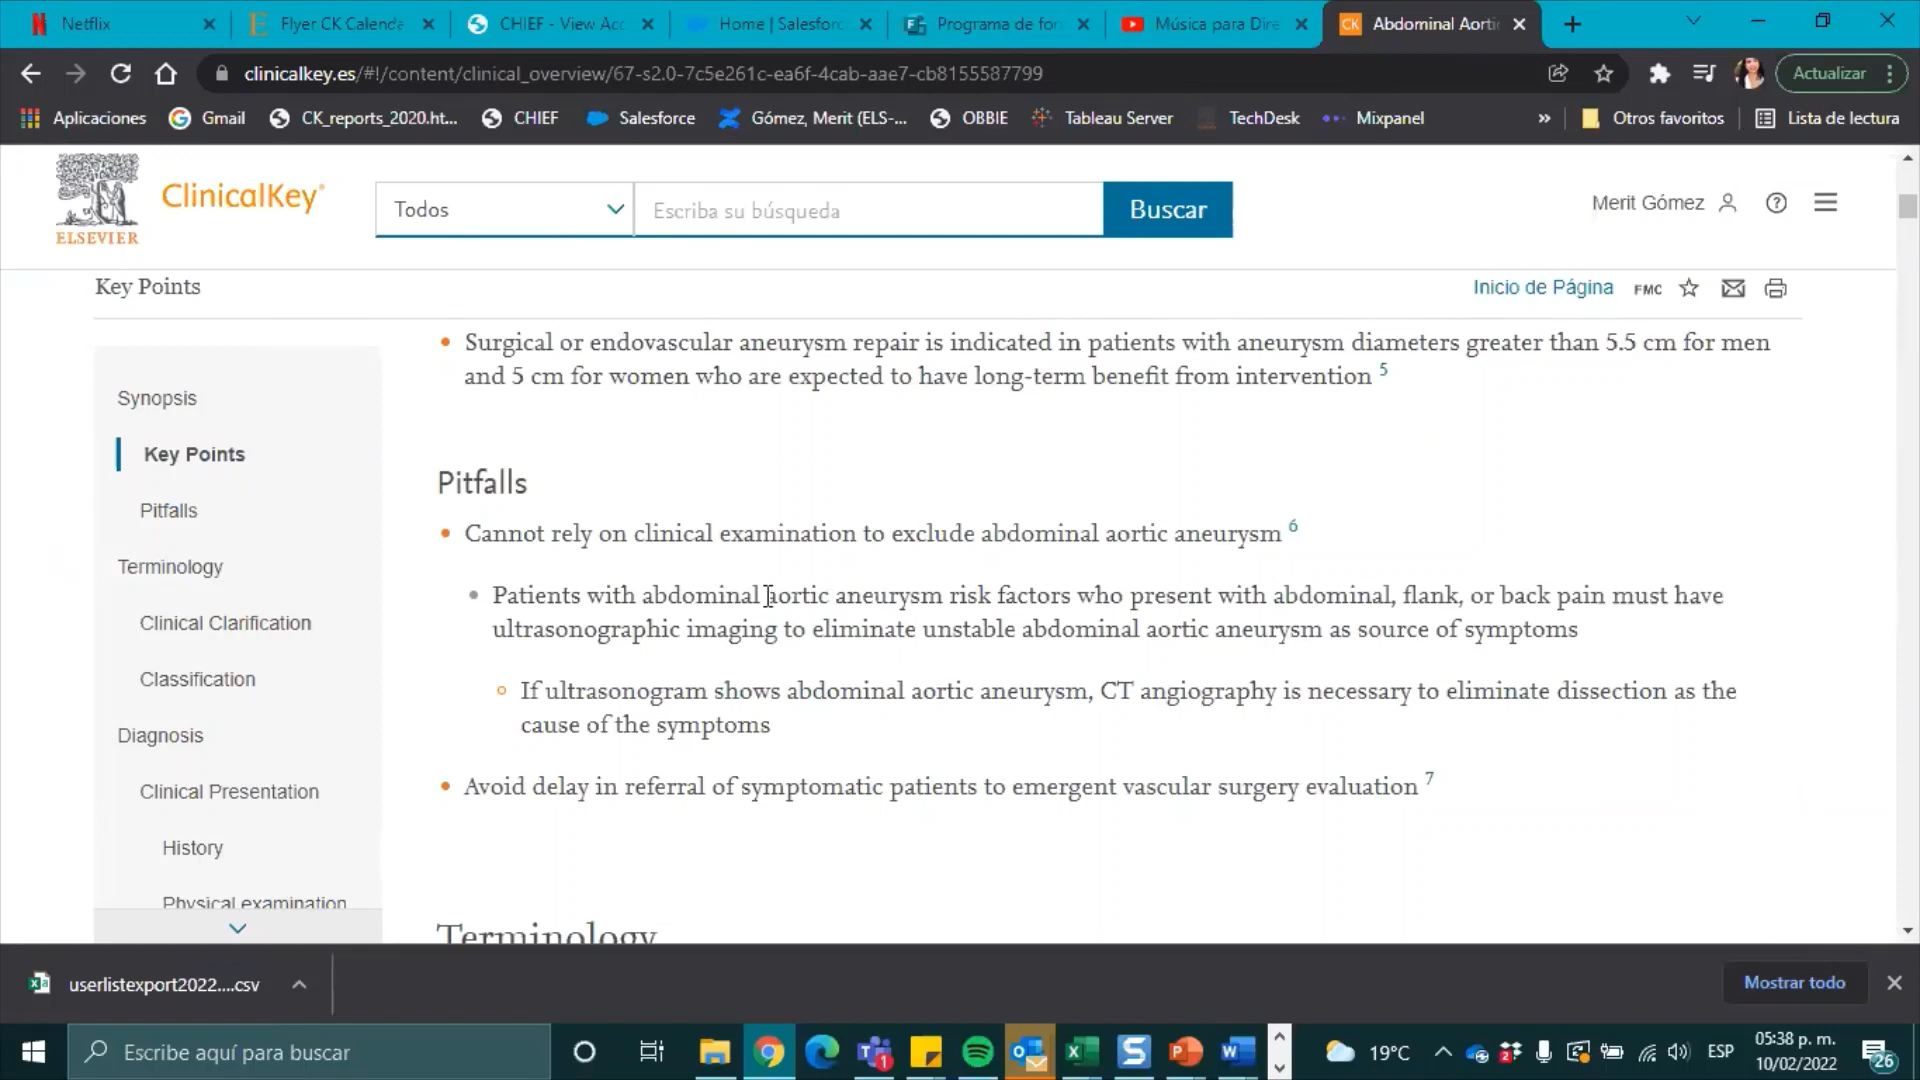 Netflix
Flyer CK Calenda
CHIEF - View Acc
Home | Salesforc
Programa de for
Música para Dire
CK
Abdominal Aorti
clinicalkey.es/#!/content/clinical_overview/67-s2.0-7c5e261c-ea6f-4cab-aae7-cb8155587799
Actualizar
Aplicaciones
Gmail
CK_reports_2020.ht...
CHIEF
Salesforce
Gómez, Merit (ELS-...
OBBIE
Tableau Server
TechDesk
Mixpanel
»
Otros favoritos
Lista de lectura
ELSEVIER
ClinicalKey®
Todos
Escriba su búsqueda
Buscar
Merit Gómez
Key Points
Inicio de Página
FMC
Synopsis
Key Points
Pitfalls
Terminology
Clinical Clarification
Classification
Diagnosis
Clinical Presentation
History
Physical examination
• Surgical or endovascular aneurysm repair is indicated in patients with aneurysm diameters greater than 5.5 cm for men
and 5 cm for women who are expected to have long-term benefit from intervention 5
Pitfalls
• Cannot rely on clinical examination to exclude abdominal aortic aneurysm 6
• Patients with abdominal aortic aneurysm risk factors who present with abdominal, flank, or back pain must have
ultrasonographic imaging to eliminate unstable abdominal aortic aneurysm as source of symptoms
○ If ultrasonogram shows abdominal aortic aneurysm, CT angiography is necessary to eliminate dissection as the
cause of the symptoms
• Avoid delay in referral of symptomatic patients to emergent vascular surgery evaluation 7
Terminology
userlistexport2022....csv
Mostrar todo
Escribe aquí para buscar
19°C
ESP
05:38 p. m.
10/02/2022
26